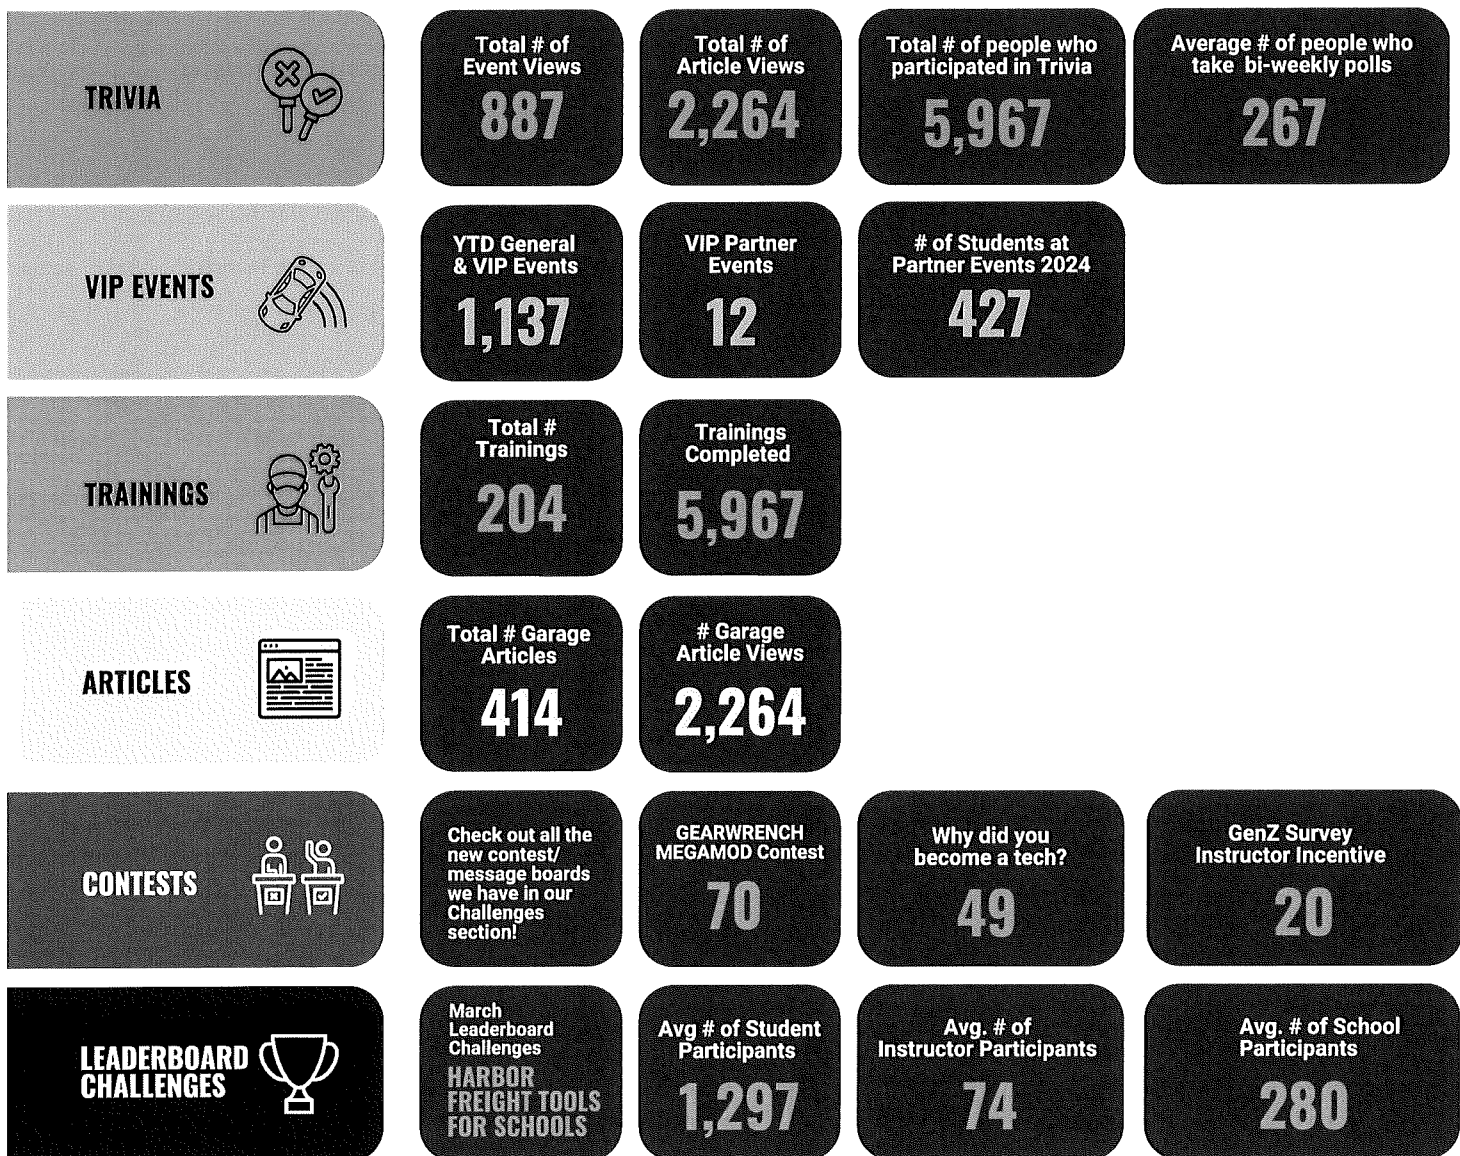 TRIVIA
Total # of
Event Views
887
Total # of
Article Views
2,264
Total # of people who
participated in Trivia
5,967
Average # of people who
take bi-weekly polls
267
VIP EVENTS
YTD General
& VIP Events
1,137
VIP Partner
Events
12
# of Students at
Partner Events 2024
427
TRAININGS
Total #
Trainings
204
Trainings
Completed
5,967
ARTICLES
Total # Garage
Articles
414
# Garage
Article Views
2,264
CONTESTS
Check out all the
new contest/
message boards
we have in our
Challenges
section!
GEARWRENCH
MEGAMOD Contest
70
Why did you
become a tech?
49
GenZ Survey
Instructor Incentive
20
LEADERBOARD
CHALLENGES
March
Leaderboard
Challenges
HARBOR
FREIGHT TOOLS
FOR SCHOOLS
Avg # of Student
Participants
1,297
Avg. # of
Instructor Participants
74
Avg. # of School
Participants
280